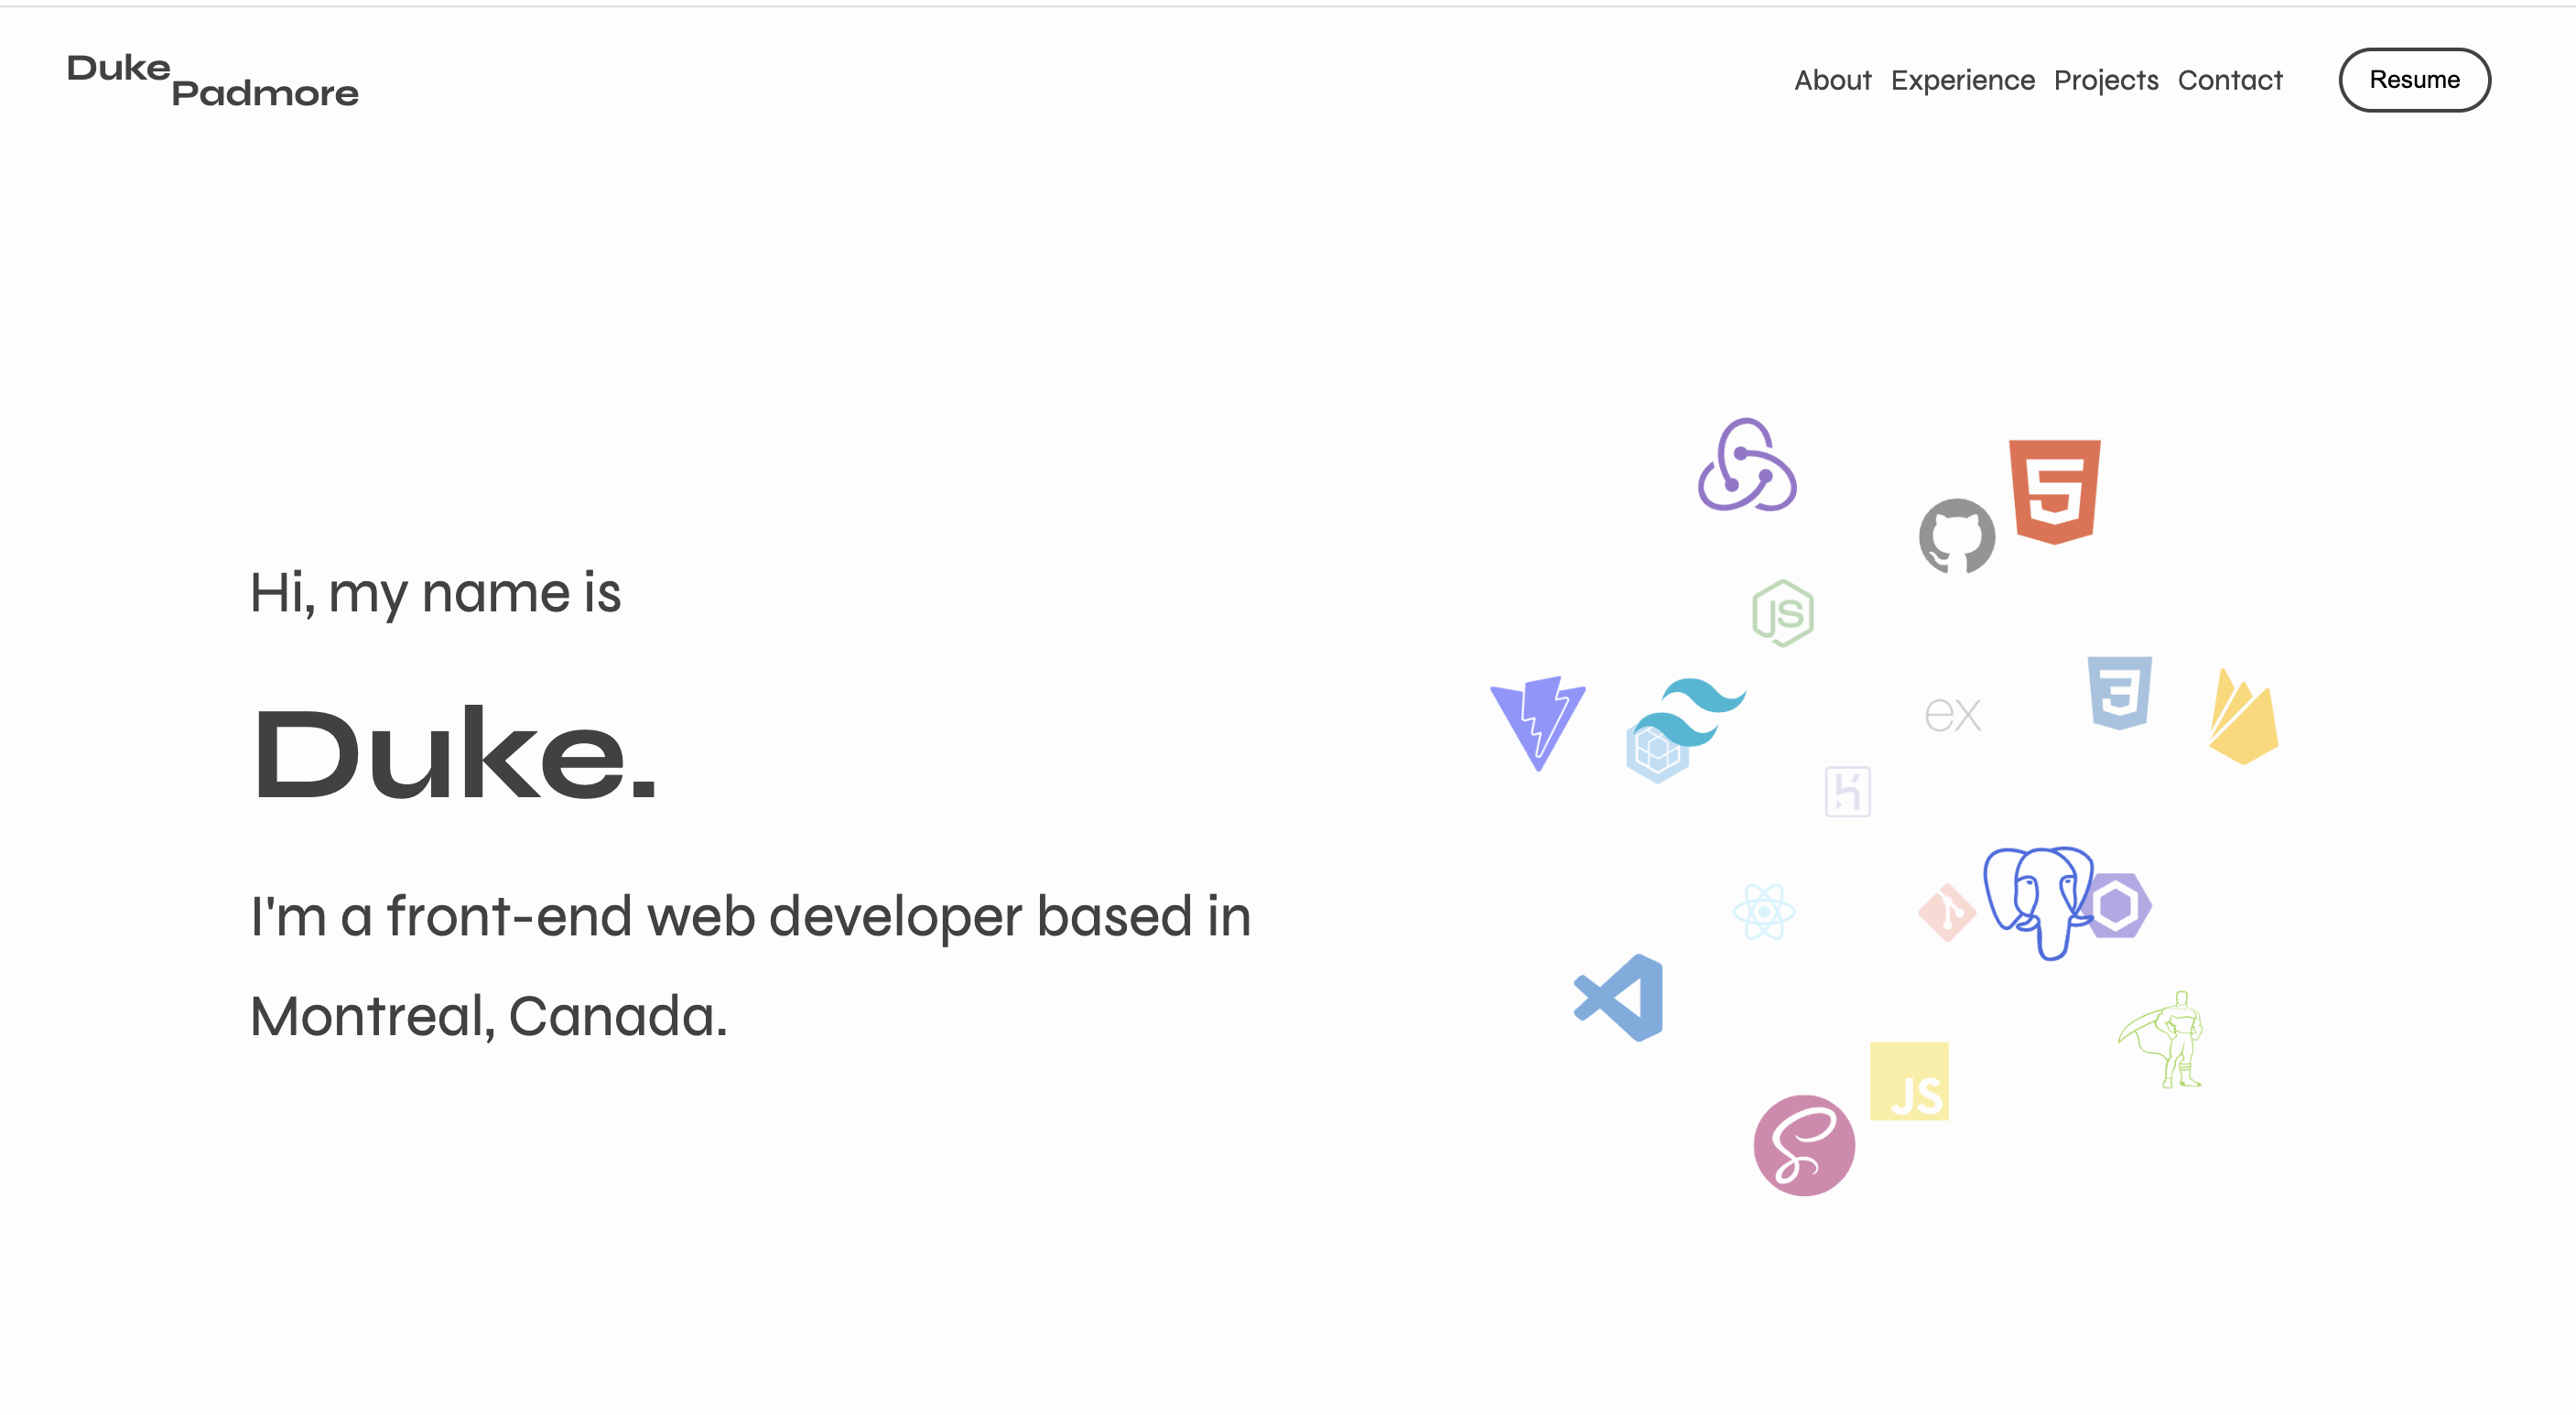 Duke
Padmore
About Experience Projects Contact Resume
Hi, my name is
Duke.
I'm a front-end web developer based in
Montreal, Canada.
JS
ex
JS